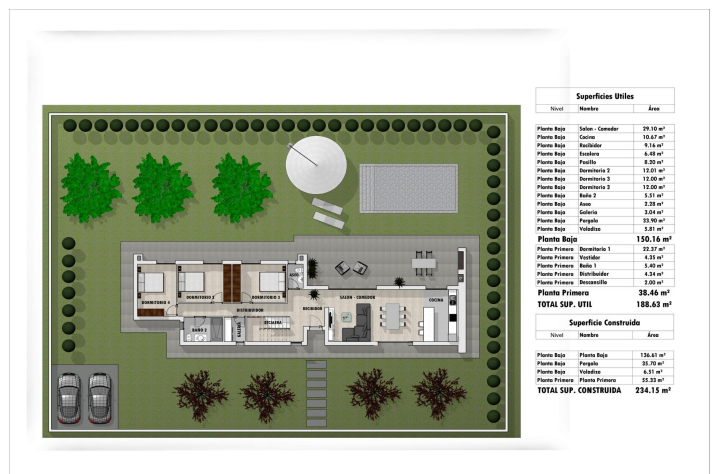 Superficies Utiles
Nivel Nombre Área
Planta Baja Salon - Comedor 29.10 m²
Planta Baja Cocina 10.67 m²
Planta Baja Recibidor 9.16 m²
Planta Baja Escalera 6.48 m²
Planta Baja Pasillo 8.20 m²
Planta Baja Dormitorio 2 12.01 m²
Planta Baja Dormitorio 3 12.00 m²
Planta Baja Dormitorio 3 12.00 m²
Planta Baja Baño 2 5.51 m²
Planta Baja Aseo 2.28 m²
Planta Baja Galeria 3.04 m²
Planta Baja Pergola 33.90 m²
Planta Baja Voladizo 5.81 m²
Planta Baja 150.16 m²
Planta Primera Dormitorio 1 22.37 m²
Planta Primera Vestidor 4.35 m²
Planta Primera Baño 1 5.40 m²
Planta Primera Distribuidor 4.34 m²
Planta Primera Descansillo 2.00 m²
Planta Primera 38.46 m²
TOTAL SUP. UTIL 188.63 m²
Superficie Construida
Nivel Nombre Área
Planta Baja Planta Baja 136.61 m²
Planta Baja Pergola 35.70 m²
Planta Baja Voladizo 6.51 m²
Planta Primera Planta Primera 55.33 m²
TOTAL SUP. CONSTRUIDA 234.15 m²
ASEO
DORMITORIO 4
DORMITORIO 2
DORMITORIO 3
SALON - COMEDOR
COCINA
DISTRIBUIDOR
RECIBIDOR
BAÑO 2
GALERIA
ESCALERA